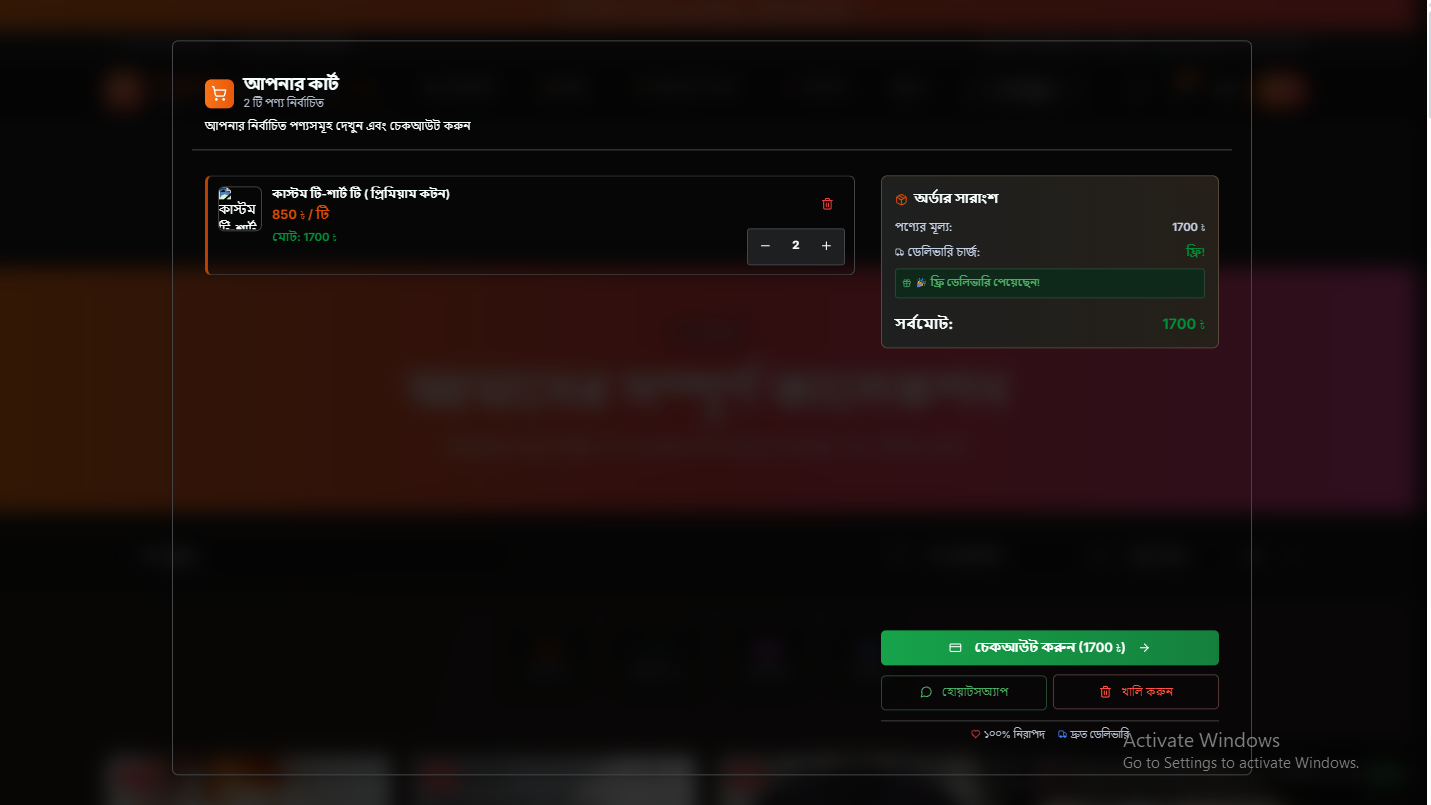 আপনার কার্ট
2 টি পণ্য নির্বাচিত
আপনার নির্বাচিত পণ্যসমূহ দেখুন এবং চেকআউট করুন
কাস্টম টি-শার্ট
কাস্টম টি-শার্ট টি ( প্রিমিয়াম কটন)
850 ৳ / টি
মোট: 1700 ৳
2
অর্ডার সারাংশ
পণ্যের মূল্য: 1700 ৳
ডেলিভারি চার্জ: ফ্রি!
🎉 ফ্রি ডেলিভারি পেয়েছেন!
সর্বমোট: 1700 ৳
চেকআউট করুন (1700 ৳)
হোয়াটসঅ্যাপ
খালি করুন
১০০% নিরাপদ দ্রুত ডেলিভারি
Activate Windows
Go to Settings to activate Windows.